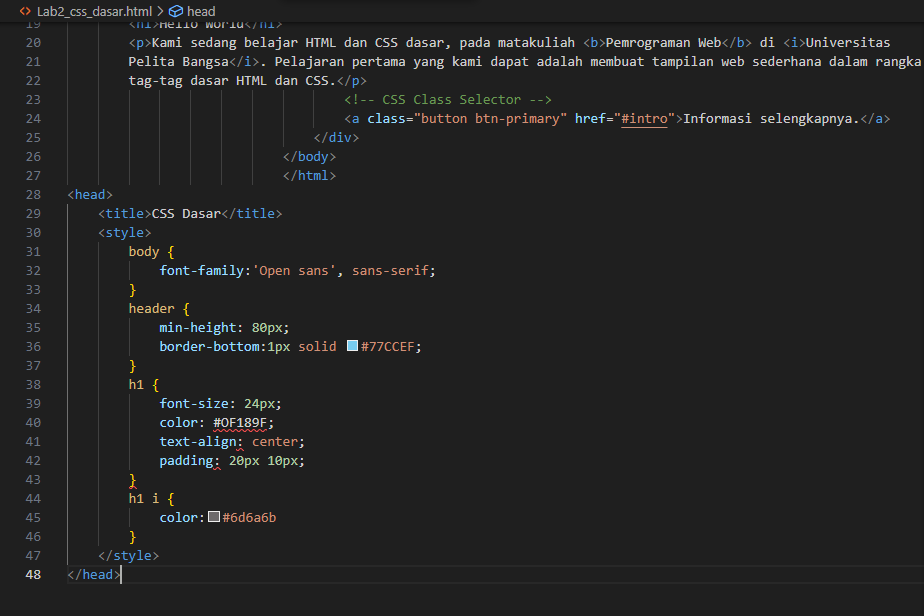 Lab2_css_dasar.html > head
19 <h1>Hello World</h1>
20 <p>Kami sedang belajar HTML dan CSS dasar, pada matakuliah <b>Pemrograman Web</b> di <i>Universitas
21 Pelita Bangsa</i>. Pelajaran pertama yang kami dapat adalah membuat tampilan web sederhana dalam rangka
22 tag-tag dasar HTML dan CSS.</p>
23 <!-- CSS Class Selector -->
24 <a class="button btn-primary" href="#intro">Informasi selengkapnya.</a>
25 </div>
26 </body>
27 </html>
28 <head>
29 <title>CSS Dasar</title>
30 <style>
31 body {
32 font-family:'Open sans', sans-serif;
33 }
34 header {
35 min-height: 80px;
36 border-bottom:1px solid #77CCEF;
37 }
38 h1 {
39 font-size: 24px;
40 color: #OF189F;
41 text-align: center;
42 padding: 20px 10px;
43 }
44 h1 i {
45 color:#6d6a6b
46 }
47 </style>
48 </head>